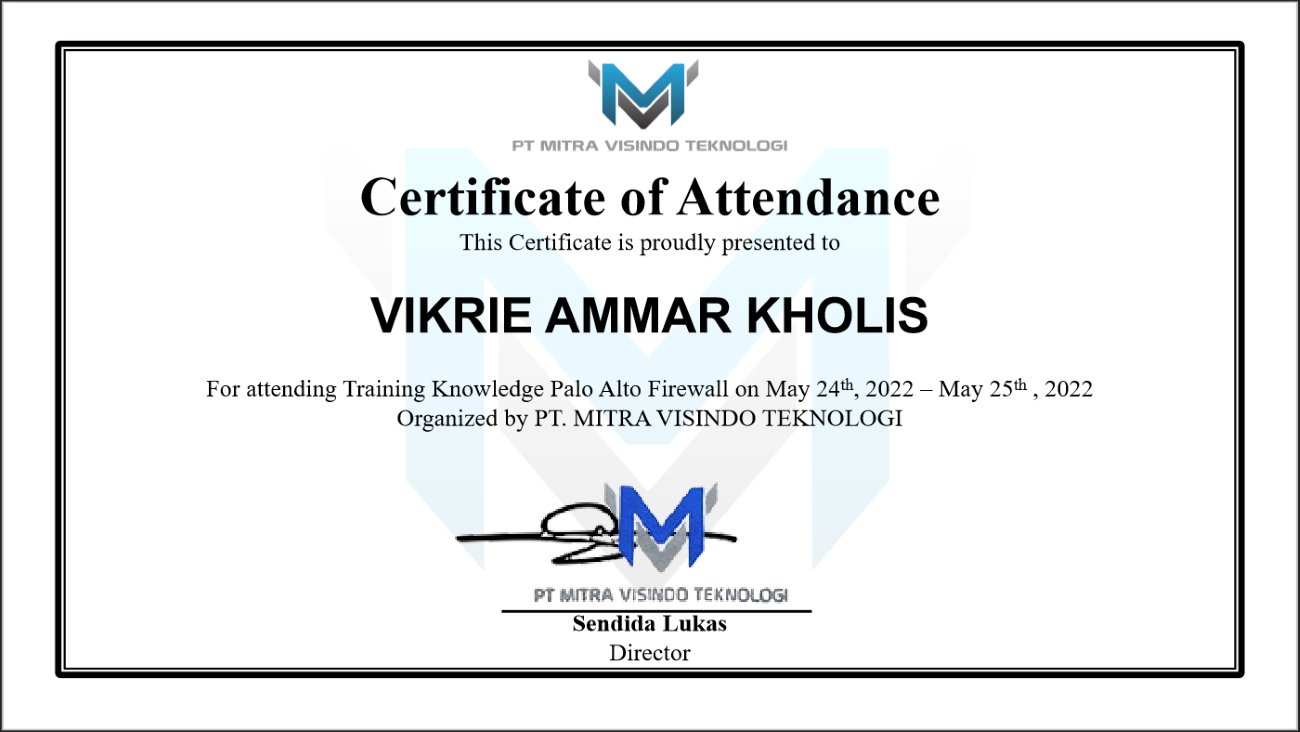 PT MITRA VISINDO TEKNOLOGI
Certificate of Attendance
This Certificate is proudly presented to
VIKRIE AMMAR KHOLIS
For attending Training Knowledge Palo Alto Firewall on May 24th, 2022 – May 25th , 2022
Organized by PT. MITRA VISINDO TEKNOLOGI
PT MITRA VISINDO TEKNOLOGI
Sendida Lukas
Director